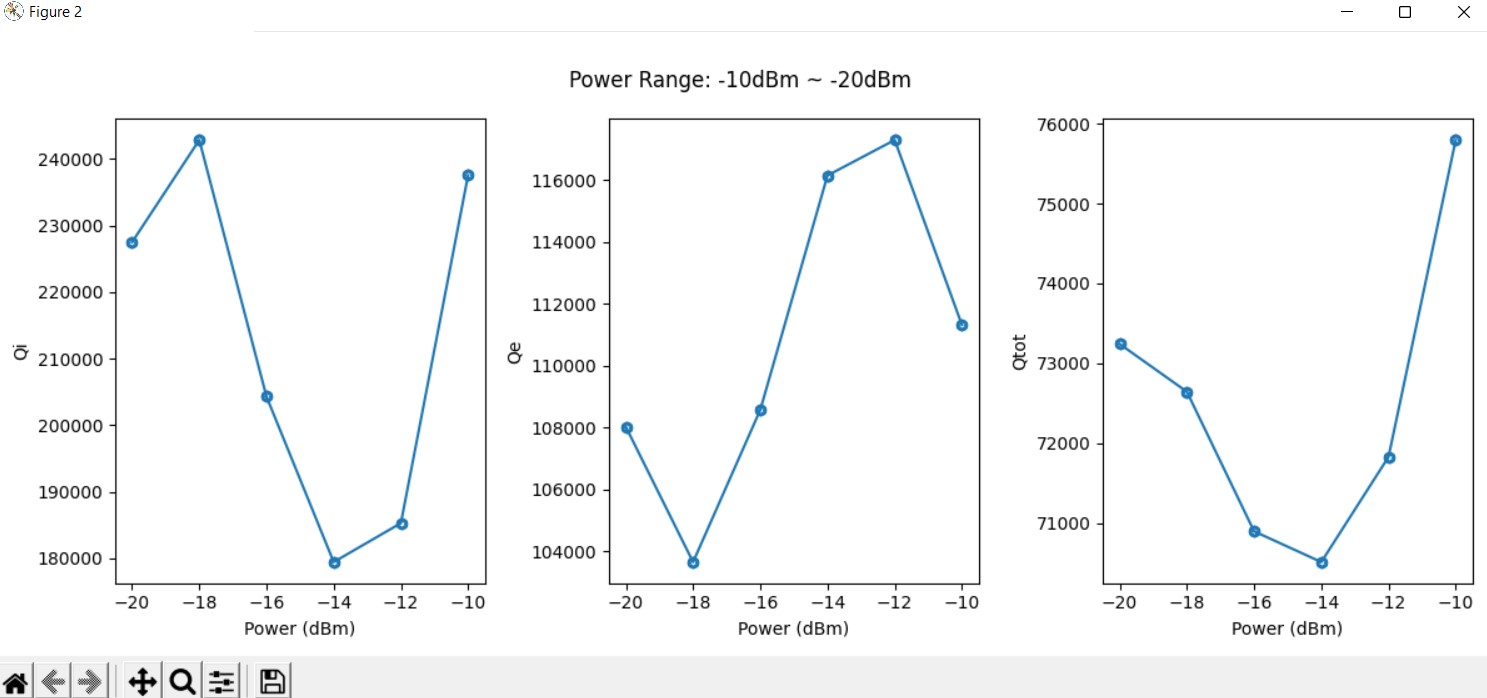 Figure 2
Power Range: -10dBm ~ -20dBm
240000
230000
220000
210000
200000
190000
180000
Qi
−20 −18 −16 −14 −12 −10
Power (dBm)
116000
114000
112000
110000
108000
106000
104000
Qe
−20 −18 −16 −14 −12 −10
Power (dBm)
76000
75000
74000
73000
72000
71000
Qtot
−20 −18 −16 −14 −12 −10
Power (dBm)